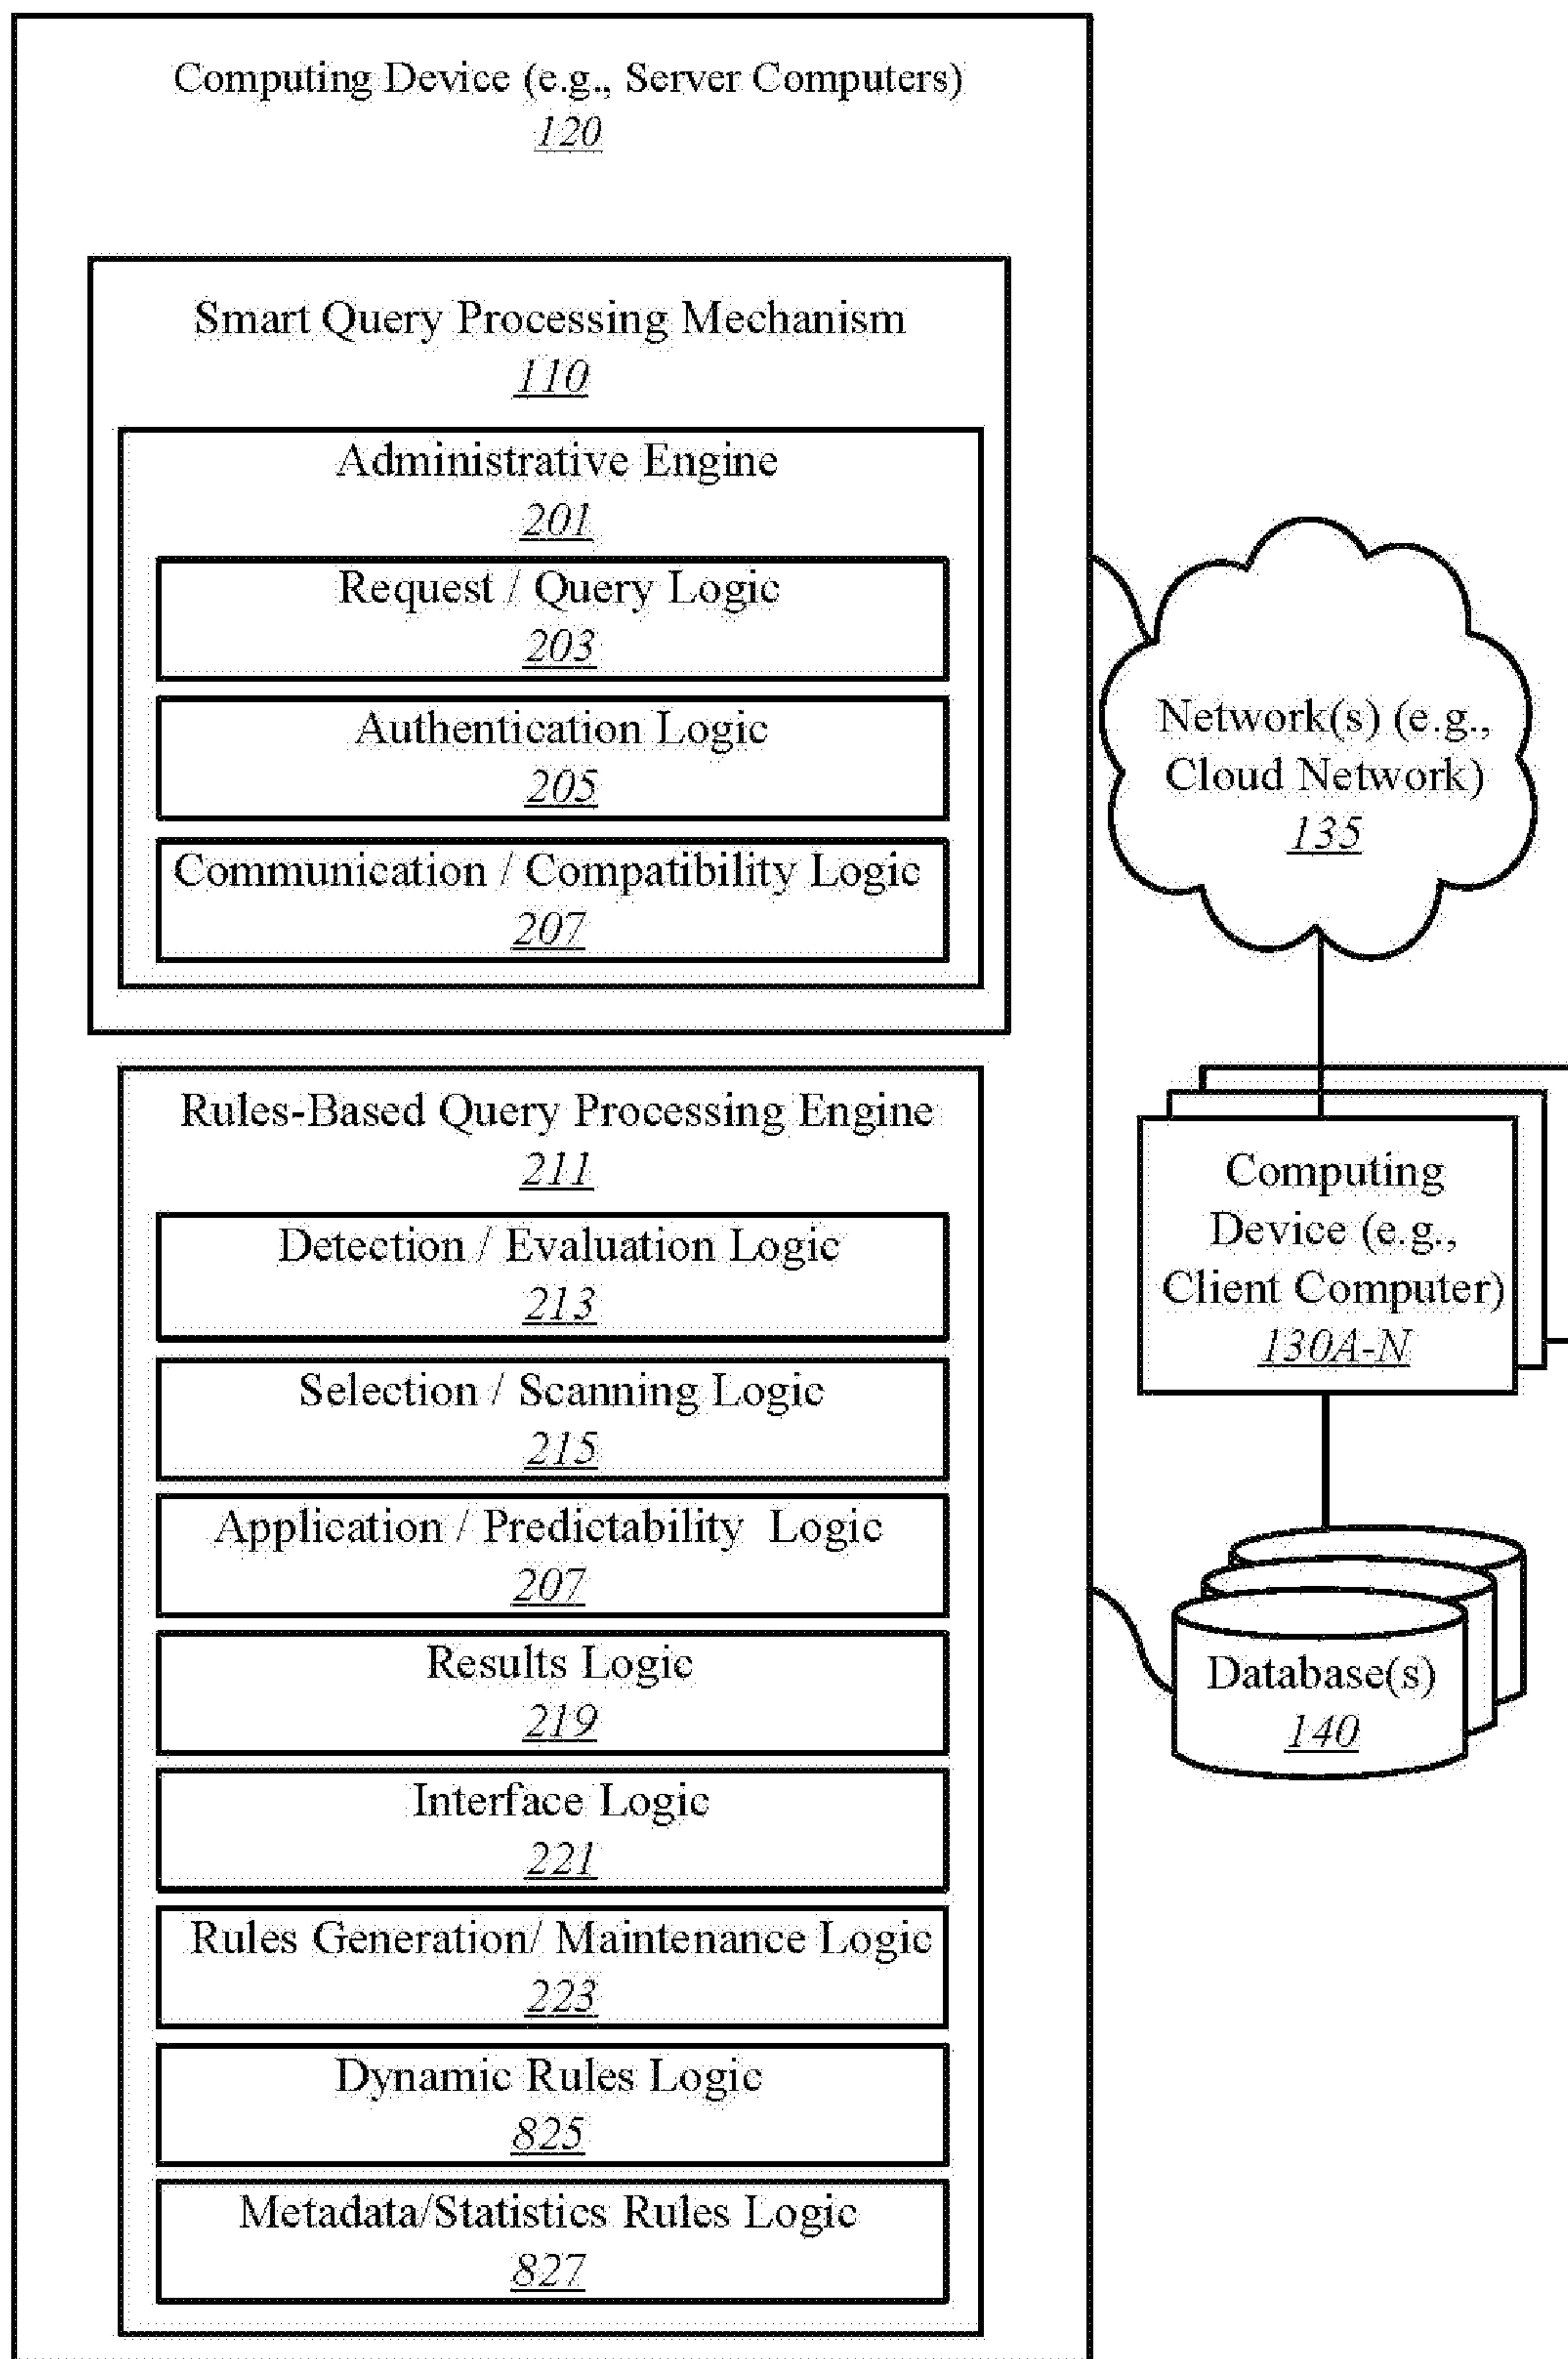 Computing Device (e.g., Server Computers)
120
Smart Query Processing Mechanism
110
Administrative Engine
201
Request / Query Logic
203
Authentication Logic
205
Communication / Compatibility Logic
207
Rules-Based Query Processing Engine
211
Detection / Evaluation Logic
213
Selection / Scanning Logic
215
Application / Predictability Logic
207
Results Logic
219
Interface Logic
221
Rules Generation/ Maintenance Logic
223
Dynamic Rules Logic
825
Metadata/Statistics Rules Logic
827
Network(s) (e.g.,
Cloud Network)
135
Computing
Device (e.g.,
Client Computer)
130A-N
Database(s)
140